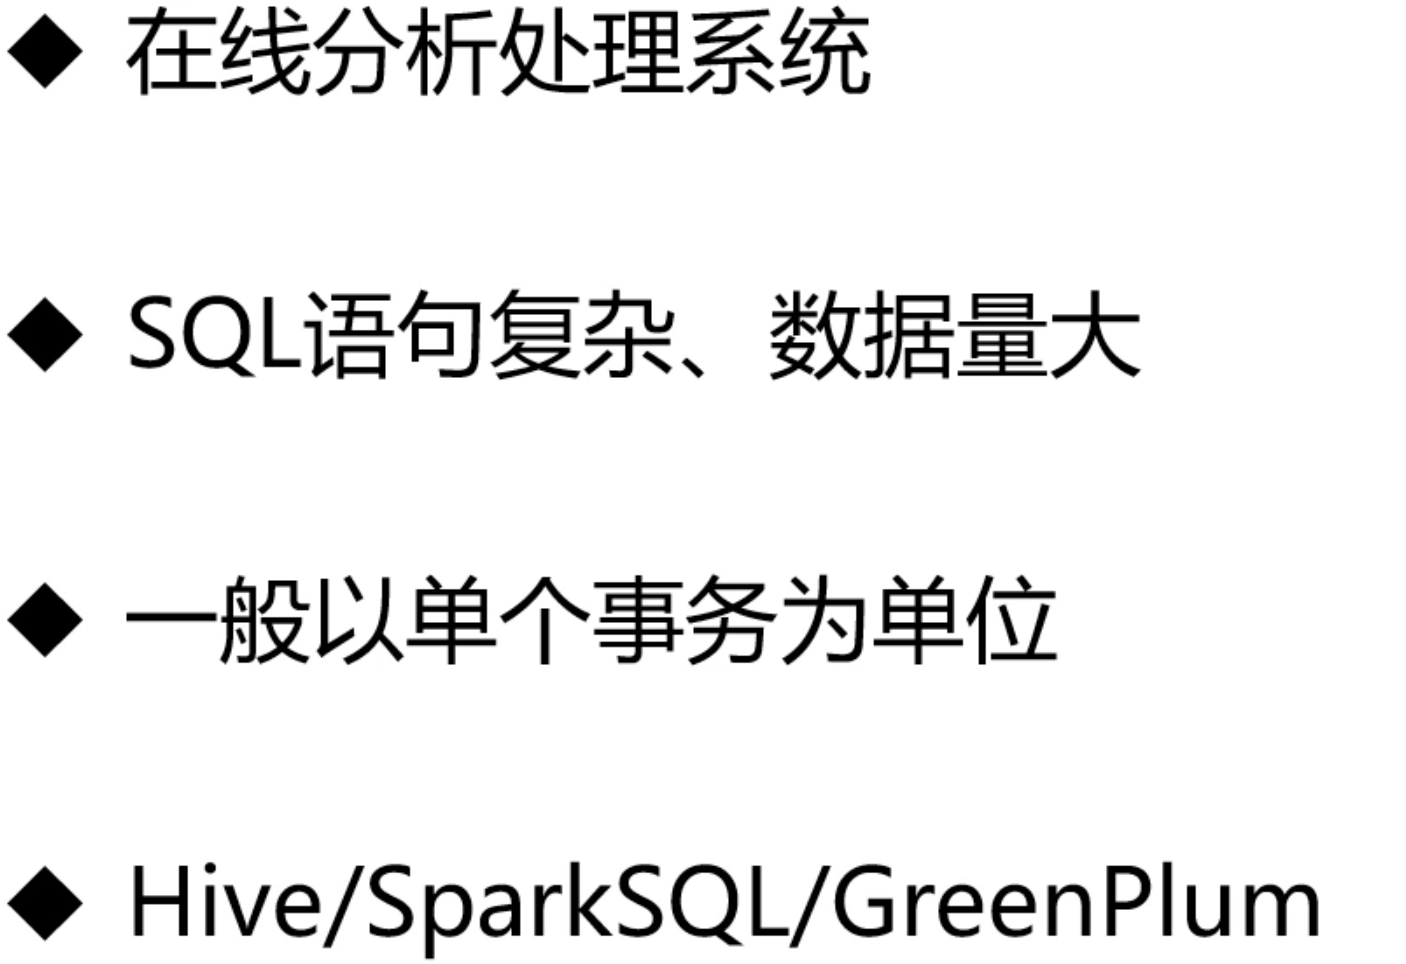 ◆ 在线分析处理系统
◆ SQL语句复杂、数据量大
◆ 一般以单个事务为单位
◆ Hive/SparkSQL/GreenPlum